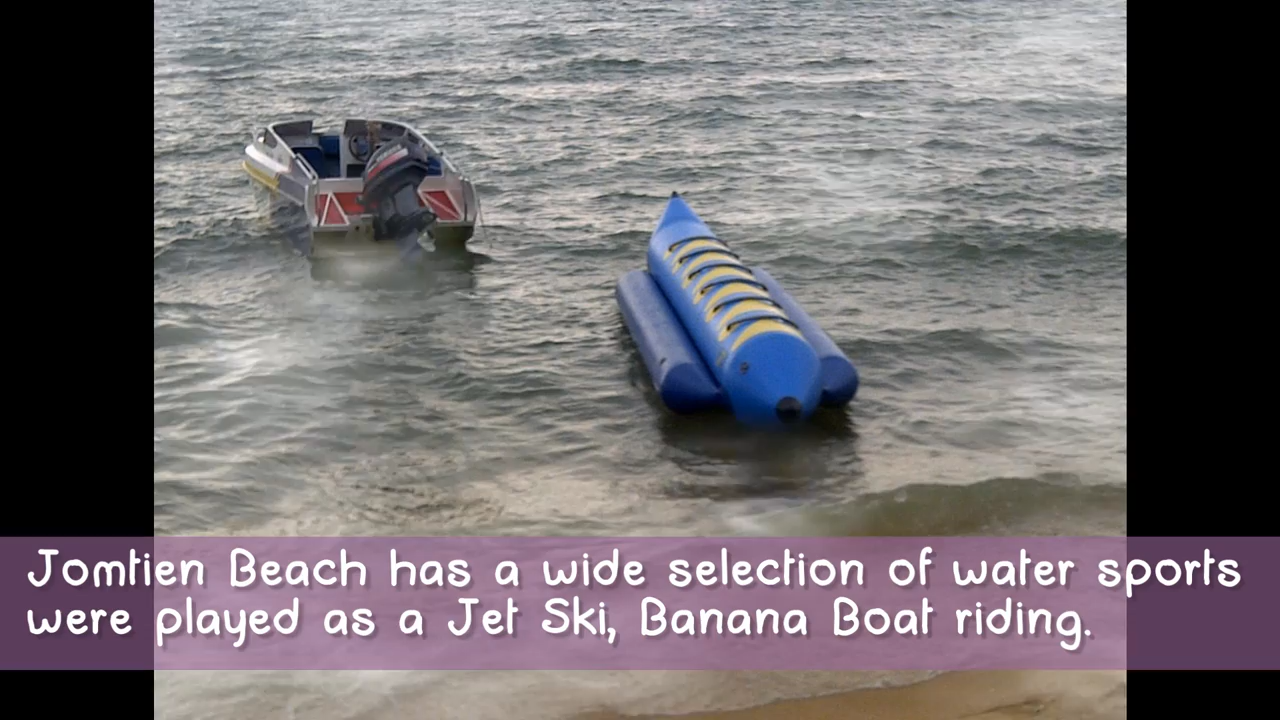 Jomtien Beach has a wide selection of water sports
were played as a Jet Ski, Banana Boat riding.